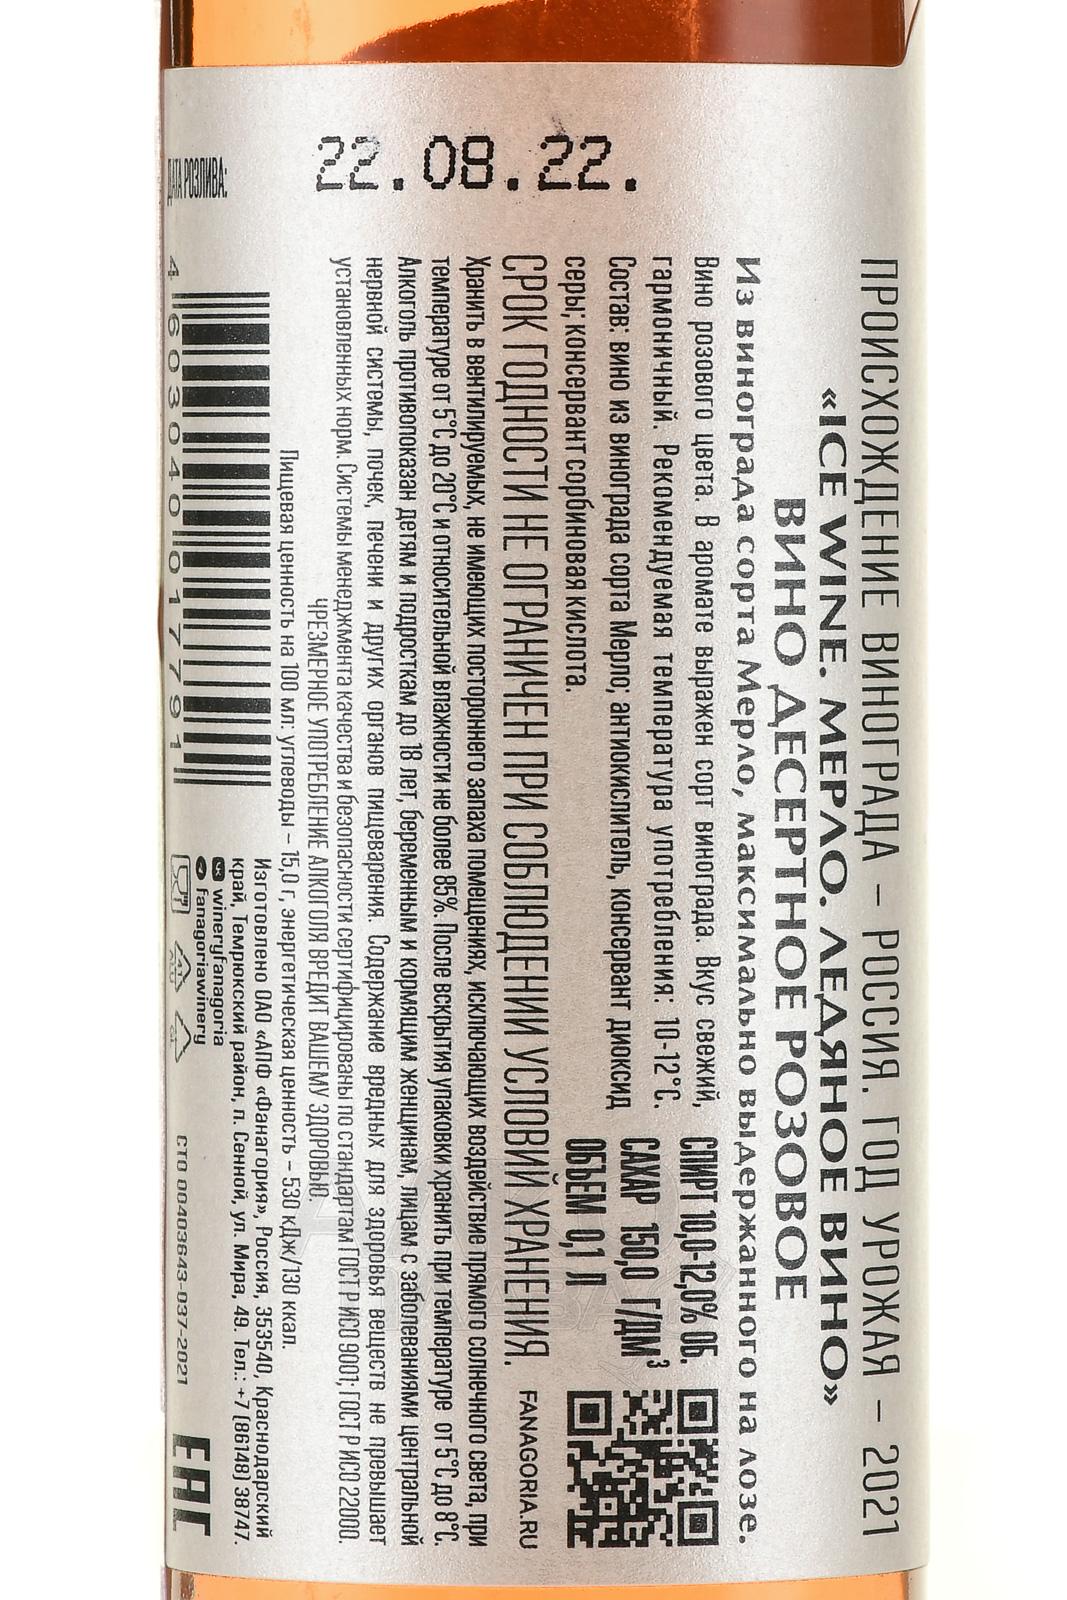 ПРОИСХОЖДЕНИЕ ВИНОГРАДА – РОССИЯ. ГОД УРОЖАЯ – 2021
«ICE WINE. МЕРЛО. ЛЕДЯНОЕ ВИНО»
ВИНО ДЕСЕРТНОЕ РОЗОВОЕ
Из винограда сорта Мерло, максимально выдержанного на лозе.
Вино розового цвета. В аромате выражен сорт винограда. Вкус свежий,
гармоничный. Рекомендуемая температура употребления: 10-12°С.
Состав: вино из винограда сорта Мерло; антиокислитель, консервант диоксид
серы; консервант сорбиновая кислота.
СПИРТ 10,0-12,0% ОБ.
САХАР 150,0 Г/ДМ³
ОБЪЕМ 0,1 Л
FANAGORIA.RU
СРОК ГОДНОСТИ НЕ ОГРАНИЧЕН ПРИ СОБЛЮДЕНИИ УСЛОВИЙ ХРАНЕНИЯ.
Хранить в вентилируемых, не имеющих постороннего запаха помещениях, исключающих воздействие прямого солнечного света, при
температуре от 5°С до 20°С и относительной влажности не более 85%. После вскрытия упаковки хранить при температуре от 5°С до 8°С.
Алкоголь противопоказан детям и подросткам до 18 лет, беременным и кормящим женщинам, лицам с заболеваниями центральной
нервной системы, почек, печени и других органов пищеварения. Содержание вредных для здоровья веществ не превышает
установленных норм. Системы менеджмента качества и безопасности сертифицированы по стандартам ГОСТ Р ИСО 9001; ГОСТ Р ИСО 22000.
ЧРЕЗМЕРНОЕ УПОТРЕБЛЕНИЕ АЛКОГОЛЯ ВРЕДИТ ВАШЕМУ ЗДОРОВЬЮ.
Пищевая ценность на 100 мл: углеводы – 15,0 г, энергетическая ценность – 530 кДж/130 ккал.
Изготовлено ОАО «АПФ «Фанагория», Россия, 353540, Краснодарский
край, Темрюкский район, п. Сенной, ул. Мира, 49. Тел.: +7 (86148) 38747.
wineryfanagoria
fanagoriawinery
СТО 00403643-037-2021
EAC
4 603040 017791
ДАТА РОЗЛИВА:
22.08.22.